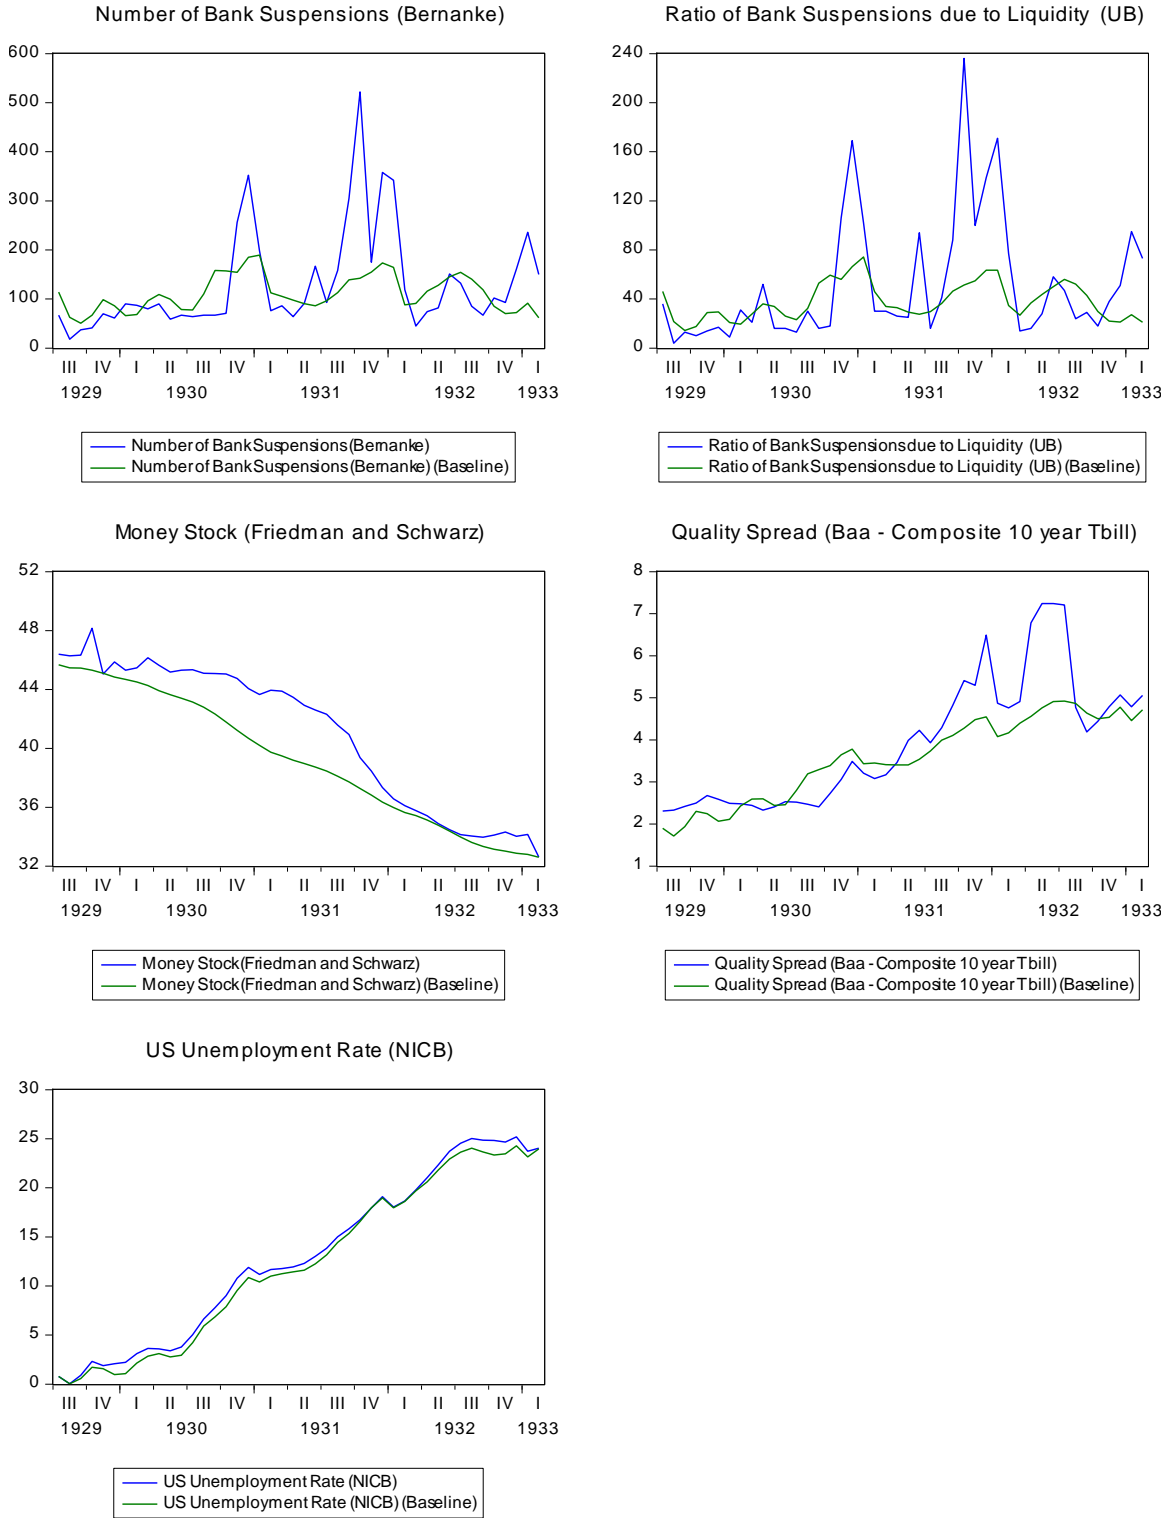 Number of Bank Suspensions (Bernanke)
600
500
400
300
200
100
0
III IV I II III IV I II III IV I II III IV I
1929 1930 1931 1932 1933
Number of Bank Suspensions (Bernanke)
Number of Bank Suspensions (Bernanke) (Baseline)
Ratio of Bank Suspensions due to Liquidity (UB)
240
200
160
120
80
40
0
III IV I II III IV I II III IV I II III IV I
1929 1930 1931 1932 1933
Ratio of Bank Suspensions due to Liquidity (UB)
Ratio of Bank Suspensions due to Liquidity (UB) (Baseline)
Money Stock (Friedman and Schwarz)
52
48
44
40
36
32
III IV I II III IV I II III IV I II III IV I
1929 1930 1931 1932 1933
Money Stock (Friedman and Schwarz)
Money Stock (Friedman and Schwarz) (Baseline)
Quality Spread (Baa - Composite 10 year Tbill)
8
7
6
5
4
3
2
1
III IV I II III IV I II III IV I II III IV I
1929 1930 1931 1932 1933
Quality Spread (Baa - Composite 10 year Tbill)
Quality Spread (Baa - Composite 10 year Tbill) (Baseline)
US Unemployment Rate (NICB)
30
25
20
15
10
5
0
III IV I II III IV I II III IV I II III IV I
1929 1930 1931 1932 1933
US Unemployment Rate (NICB)
US Unemployment Rate (NICB) (Baseline)